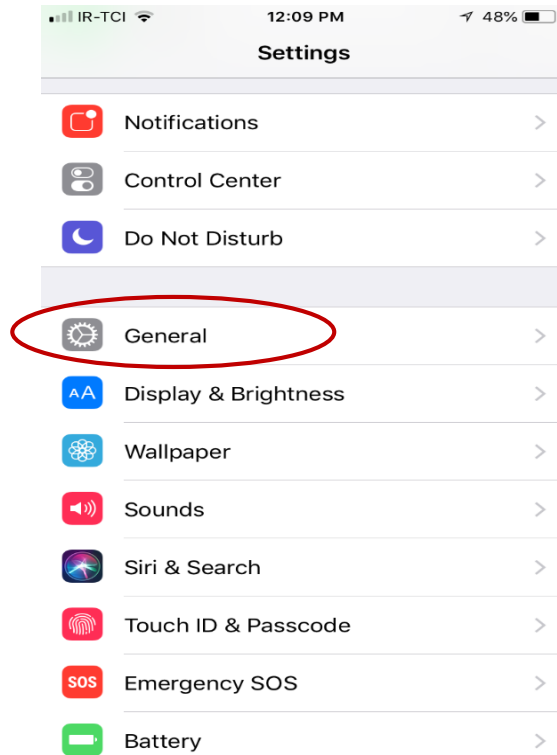 IR-TCI 12:09 PM 48%
Settings
Notifications
Control Center
Do Not Disturb
General
AA Display & Brightness
Wallpaper
Sounds
Siri & Search
Touch ID & Passcode
SOS Emergency SOS
Battery